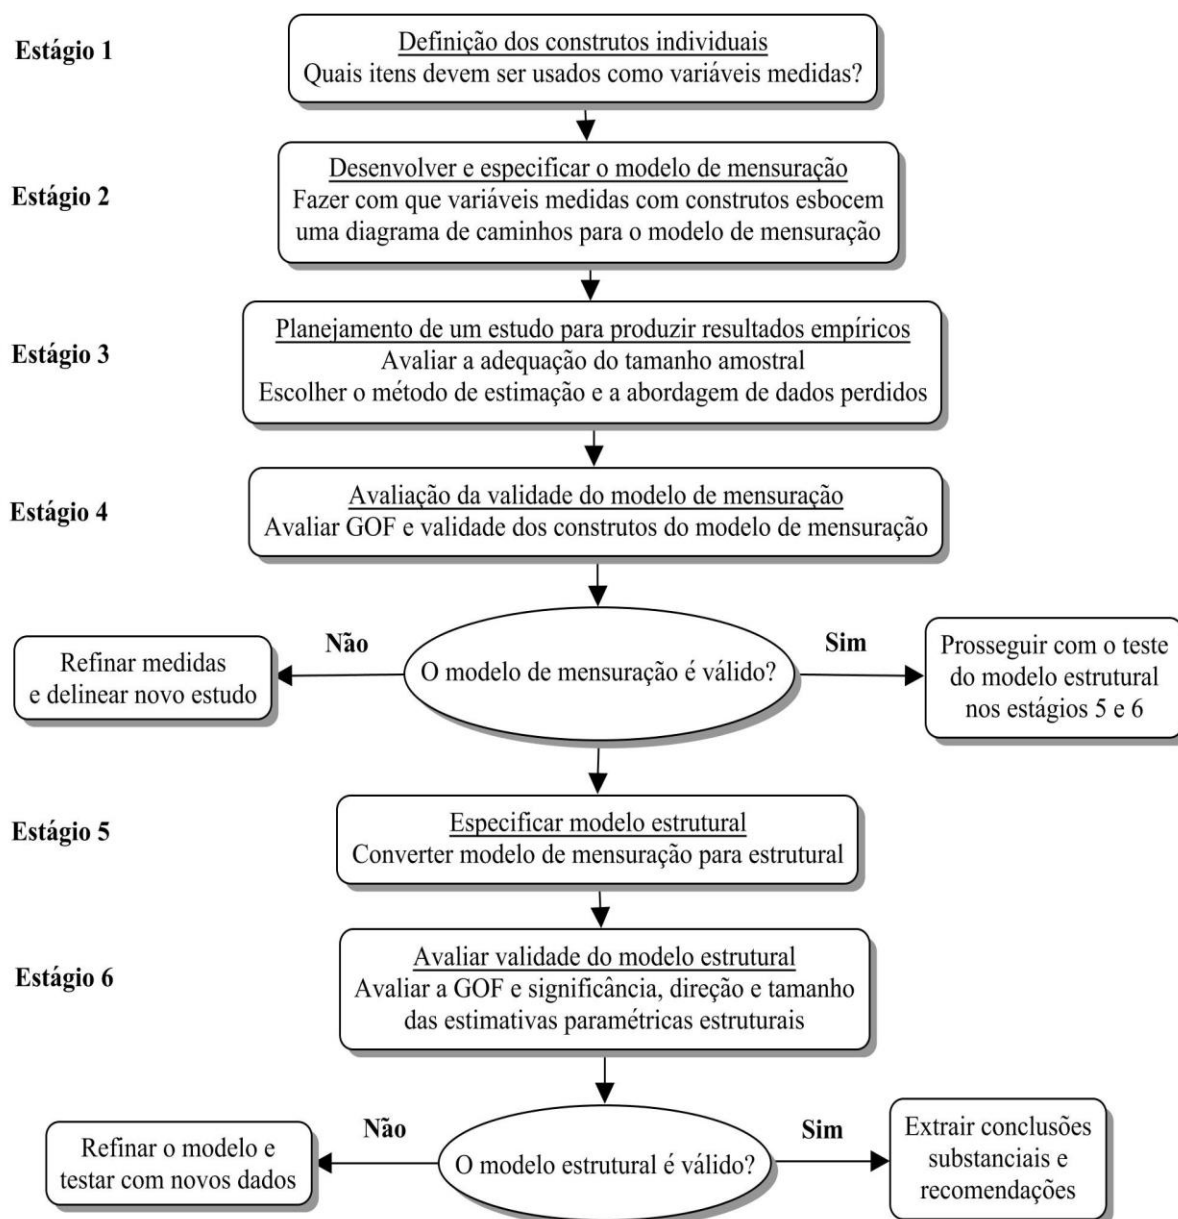 Estágio 1
Definição dos construtos individuais
Quais itens devem ser usados como variáveis medidas?
Estágio 2
Desenvolver e especificar o modelo de mensuração
Fazer com que variáveis medidas com construtos esbocem
uma diagrama de caminhos para o modelo de mensuração
Estágio 3
Planejamento de um estudo para produzir resultados empíricos
Avaliar a adequação do tamanho amostral
Escolher o método de estimação e a abordagem de dados perdidos
Estágio 4
Avaliação da validade do modelo de mensuração
Avaliar GOF e validade dos construtos do modelo de mensuração
Refinar medidas
e delinear novo estudo
Não
O modelo de mensuração é válido?
Sim
Prosseguir com o teste
do modelo estrutural
nos estágios 5 e 6
Estágio 5
Especificar modelo estrutural
Converter modelo de mensuração para estrutural
Estágio 6
Avaliar validade do modelo estrutural
Avaliar a GOF e significância, direção e tamanho
das estimativas paramétricas estruturais
Refinar o modelo e
testar com novos dados
Não
O modelo estrutural é válido?
Sim
Extrair conclusões
substanciais e
recomendações